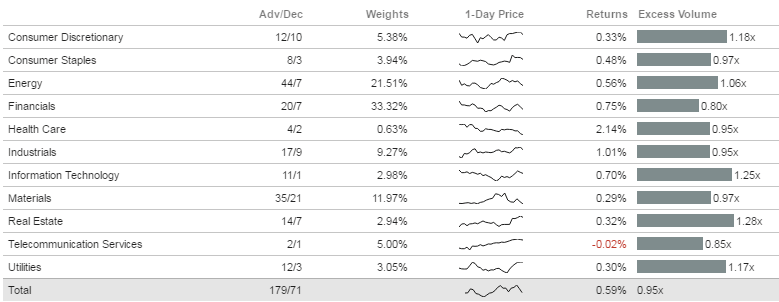 Adv/Dec Weights 1-Day Price Returns Excess Volume
Consumer Discretionary 12/10 5.38% 0.33% 1.18x
Consumer Staples 8/3 3.94% 0.48% 0.97x
Energy 44/7 21.51% 0.56% 1.06x
Financials 20/7 33.32% 0.75% 0.80x
Health Care 4/2 0.63% 2.14% 0.95x
Industrials 17/9 9.27% 1.01% 0.95x
Information Technology 11/1 2.98% 0.70% 1.25x
Materials 35/21 11.97% 0.29% 0.97x
Real Estate 14/7 2.94% 0.32% 1.28x
Telecommunication Services 2/1 5.00% -0.02% 0.85x
Utilities 12/3 3.05% 0.30% 1.17x
Total 179/71 0.59% 0.95x